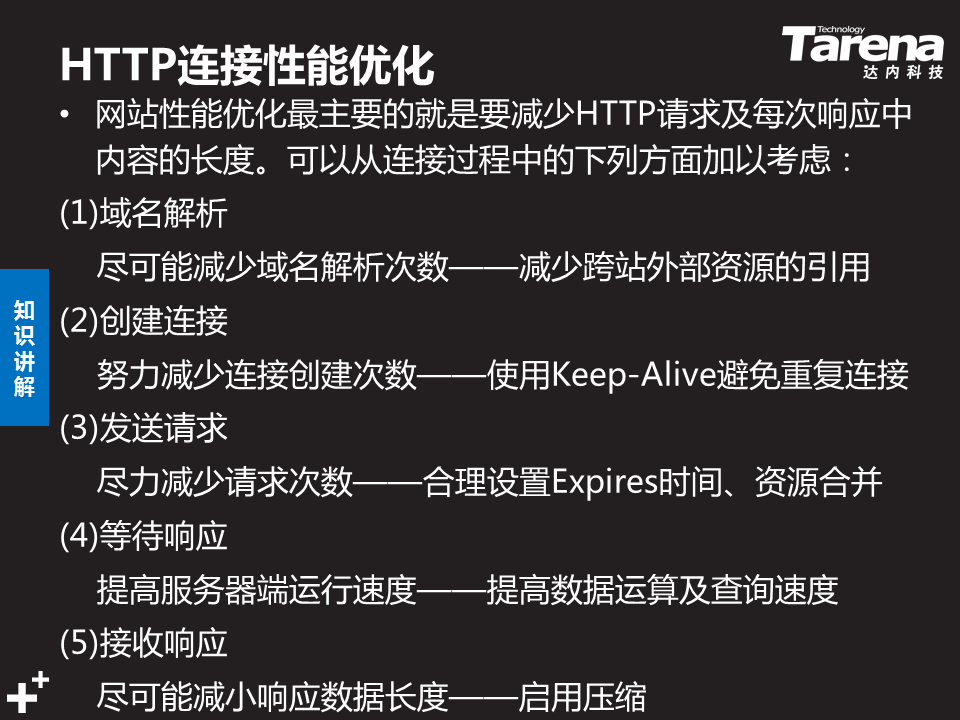 HTTP连接性能优化
Technology
Tarena
达内科技
• 网站性能优化最主要的就是要减少HTTP请求及每次响应中
内容的长度。可以从连接过程中的下列方面加以考虑：
(1)域名解析
尽可能减少域名解析次数——减少跨站外部资源的引用
(2)创建连接
努力减少连接创建次数——使用Keep-Alive避免重复连接
(3)发送请求
尽力减少请求次数——合理设置Expires时间、资源合并
(4)等待响应
提高服务器端运行速度——提高数据运算及查询速度
(5)接收响应
尽可能减小响应数据长度——启用压缩
知
识
讲
解